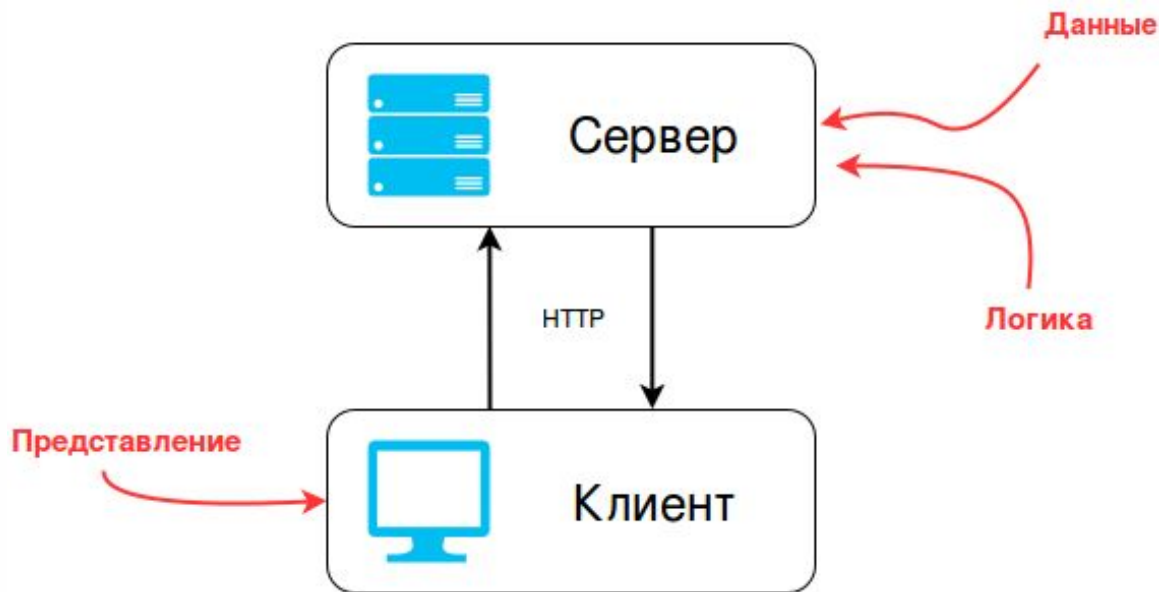 Данные
Сервер
Логика
HTTP
Представление
Клиент